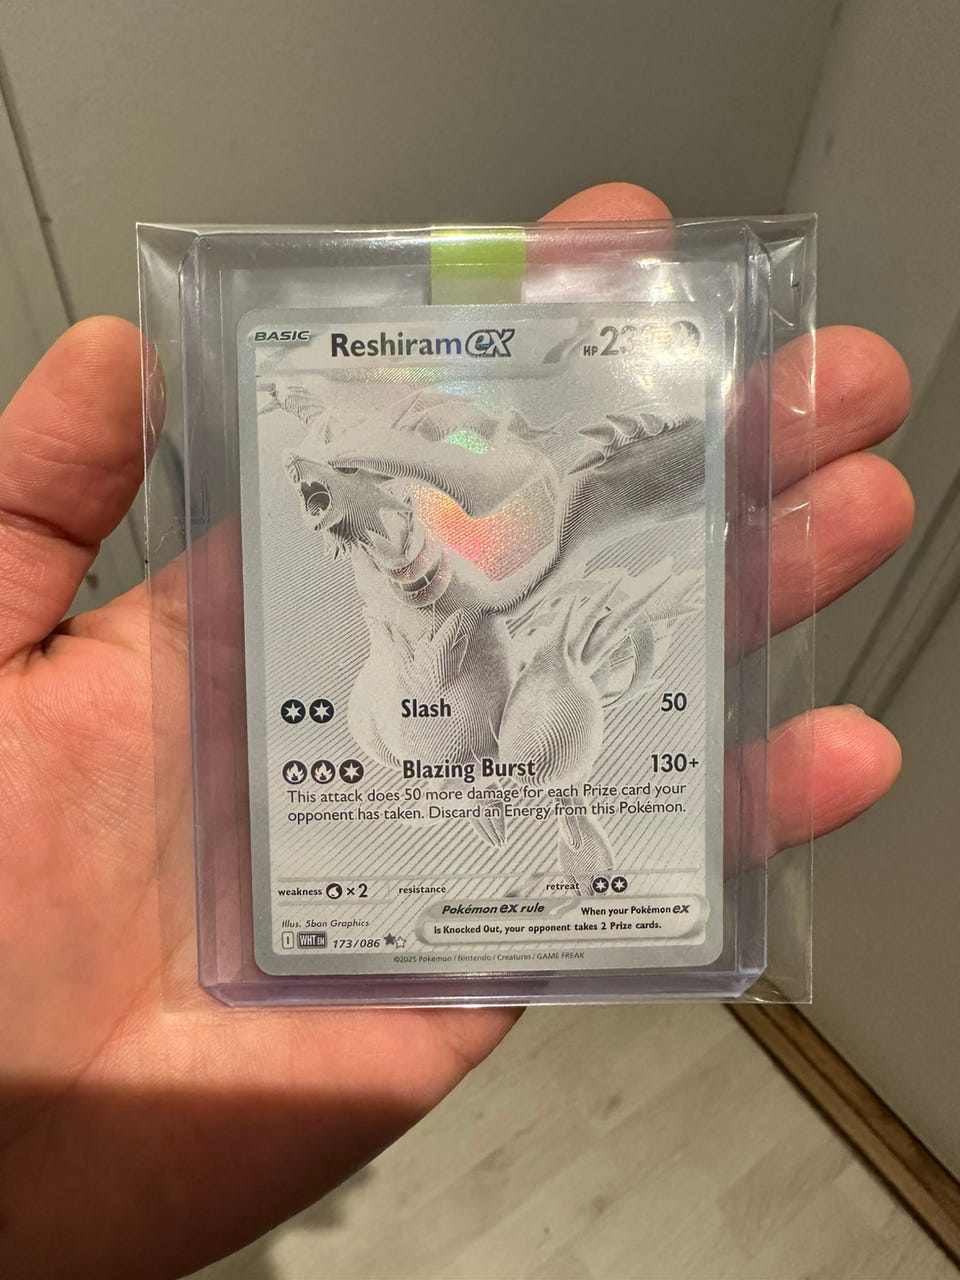 BASIC Reshiram ex HP 23
Slash 50
Blazing Burst 130+
This attack does 50 more damage for each Prize card your
opponent has taken. Discard an Energy from this Pokémon.
weakness ×2 resistance retreat
Pokémon ex rule When your Pokémon ex
is Knocked Out, your opponent takes 2 Prize cards.
Illus. 5ban Graphics
I WHT EN 173/086
©2025 Pokémon / Nintendo / Creatures / GAME FREAK